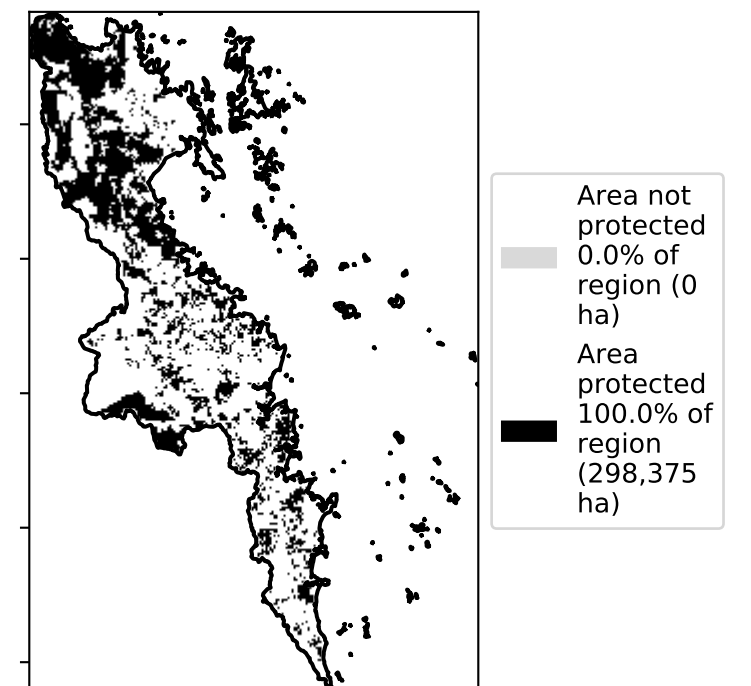 Area not
protected
0.0% of
region (0
ha)
Area
protected
100.0% of
region
(298,375
ha)